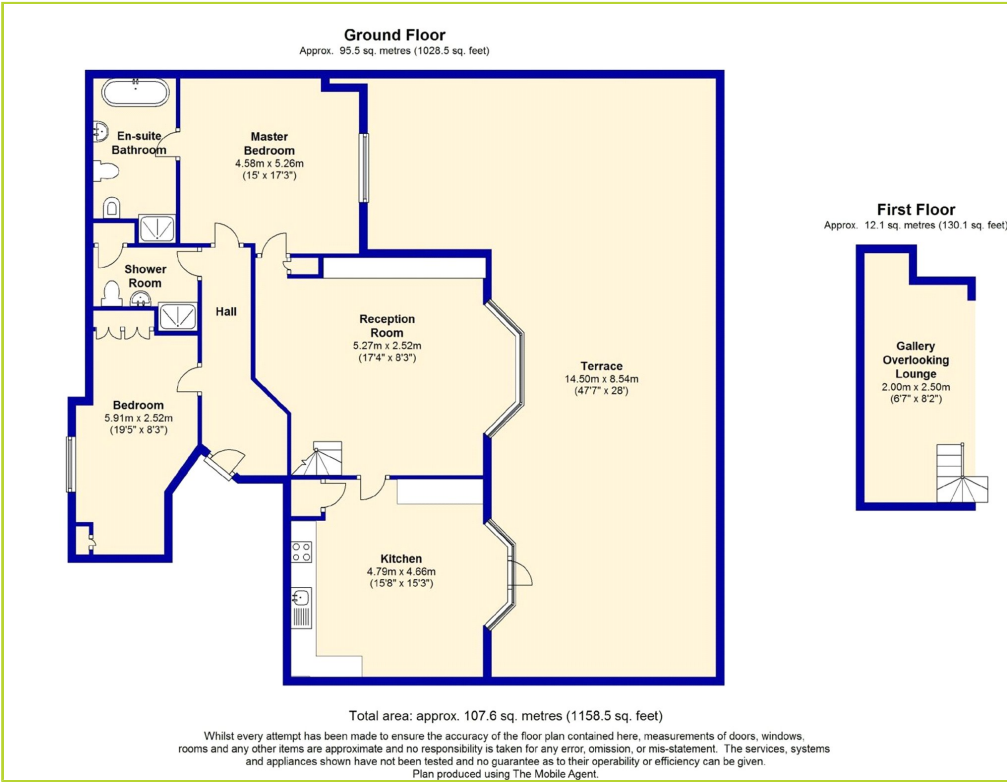 Ground Floor
Approx. 95.5 sq. metres (1028.5 sq. feet)
En-suite
Bathroom
Master
Bedroom
4.58m x 5.26m
(15' x 17'3")
Shower
Room
Hall
Reception
Room
5.27m x 2.52m
(17'4" x 8'3")
Terrace
14.50m x 8.54m
(47'7" x 28')
Bedroom
5.91m x 2.52m
(19'5" x 8'3")
Kitchen
4.79m x 4.66m
(15'8" x 15'3")
First Floor
Approx. 12.1 sq. metres (130.1 sq. feet)
Gallery
Overlooking
Lounge
2.00m x 2.50m
(6'7" x 8'2")
Total area: approx. 107.6 sq. metres (1158.5 sq. feet)
Whilst every attempt has been made to ensure the accuracy of the floor plan contained here, measurements of doors, windows,
rooms and any other items are approximate and no responsibility is taken for any error, omission, or mis-statement. The services, systems
and appliances shown have not been tested and no guarantee as to their operability or efficiency can be given.
Plan produced using The Mobile Agent.